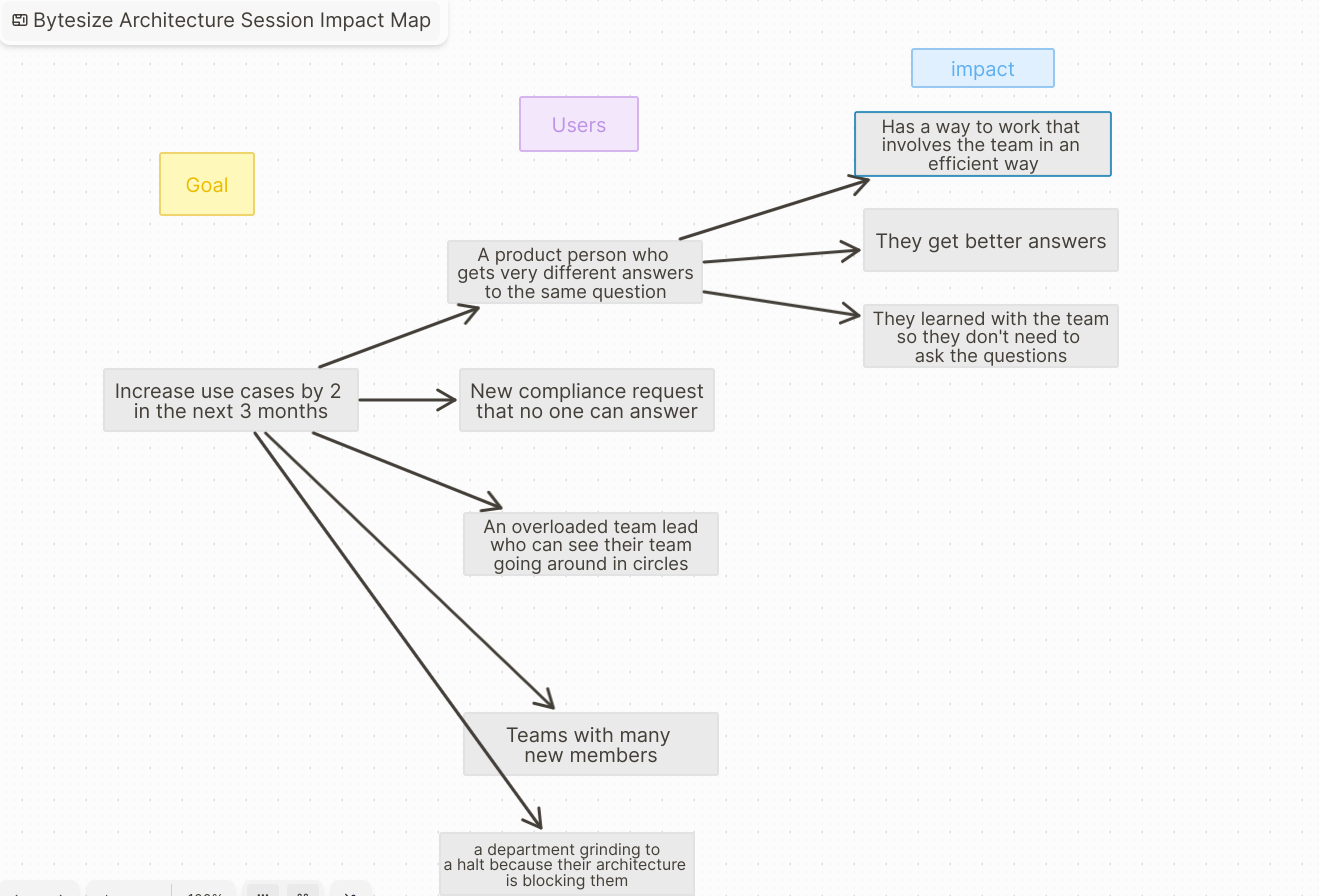 Bytesize Architecture Session Impact Map
impact
Users
Goal
Has a way to work that
involves the team in an
efficient way
They get better answers
A product person who
gets very different answers
to the same question
They learned with the team
so they don't need to
ask the questions
Increase use cases by 2
in the next 3 months
New compliance request
that no one can answer
An overloaded team lead
who can see their team
going around in circles
Teams with many
new members
a department grinding to
a halt because their architecture
is blocking them